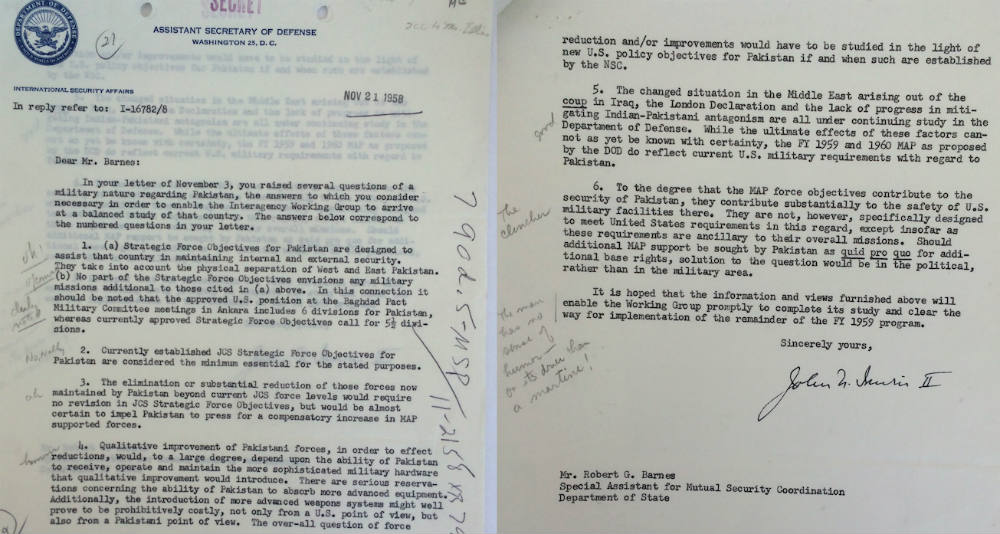 SECRET
DEPARTMENT OF DEFENSE
ASSISTANT SECRETARY OF DEFENSE
WASHINGTON 25, D. C.
INTERNATIONAL SECURITY AFFAIRS
NOV 21 1958
In reply refer to: I-16782/8
Dear Mr. Barnes:
In your letter of November 3, you raised several questions of a
military nature regarding Pakistan, the answers to which you consider
necessary in order to enable the Interagency Working Group to arrive
at a balanced study of that country. The answers below correspond to
the numbered questions in your letter.
1. (a) Strategic Force Objectives for Pakistan are designed to
assist that country in maintaining internal and external security.
They take into account the physical separation of West and East Pakistan.
(b) No part of the Strategic Force Objectives envisions any military
missions additional to those cited in (a) above. In this connection it
should be noted that the approved U.S. position at the Baghdad Pact
Military Committee meetings in Ankara includes 6 divisions for Pakistan,
whereas currently approved Strategic Force Objectives call for 5½ divi-
sions.
2. Currently established JCS Strategic Force Objectives for
Pakistan are considered the minimum essential for the stated purposes.
3. The elimination or substantial reduction of those forces now
maintained by Pakistan beyond current JCS force levels would require
no revision in JCS Strategic Force Objectives, but would be almost
certain to impel Pakistan to press for a compensatory increase in MAP
supported forces.
4. Qualitative improvement of Pakistani forces, in order to effect
reductions, would, to a large degree, depend upon the ability of Pakistan
to receive, operate and maintain the more sophisticated military hardware
that qualitative improvement would introduce. There are serious reserva-
tions concerning the ability of Pakistan to absorb more advanced equipment.
Additionally, the introduction of more advanced weapons systems might well
prove to be prohibitively costly, not only from a U.S. point of view, but
also from a Pakistani point of view. The over-all question of force
790d.5-MSP/11-2158
reduction and/or improvements would have to be studied in the light of
new U.S. policy objectives for Pakistan if and when such are established
by the NSC.
5. The changed situation in the Middle East arising out of the
coup in Iraq, the London Declaration and the lack of progress in miti-
gating Indian-Pakistani antagonism are all under continuing study in the
Department of Defense. While the ultimate effects of these factors can-
not as yet be known with certainty, the FY 1959 and 1960 MAP as proposed
by the DOD do reflect current U.S. military requirements with regard to
Pakistan.
good
6. To the degree that the MAP force objectives contribute to the
security of Pakistan, they contribute substantially to the safety of U.S.
military facilities there. They are not, however, specifically designed
to meet United States requirements in this regard, except insofar as
these requirements are ancillary to their overall missions. Should
additional MAP support be sought by Pakistan as quid pro quo for addi-
tional base rights, solution to the question would be in the political,
rather than in the military area.
The
clincher
It is hoped that the information and views furnished above will
enable the Working Group promptly to complete its study and clear the
way for implementation of the remainder of the FY 1959 program.
The man
has no
sense of
humor
or its drier than
a martini!
Sincerely yours,
John N. Irwin II
Mr. Robert G. Barnes
Special Assistant for Mutual Security Coordination
Department of State